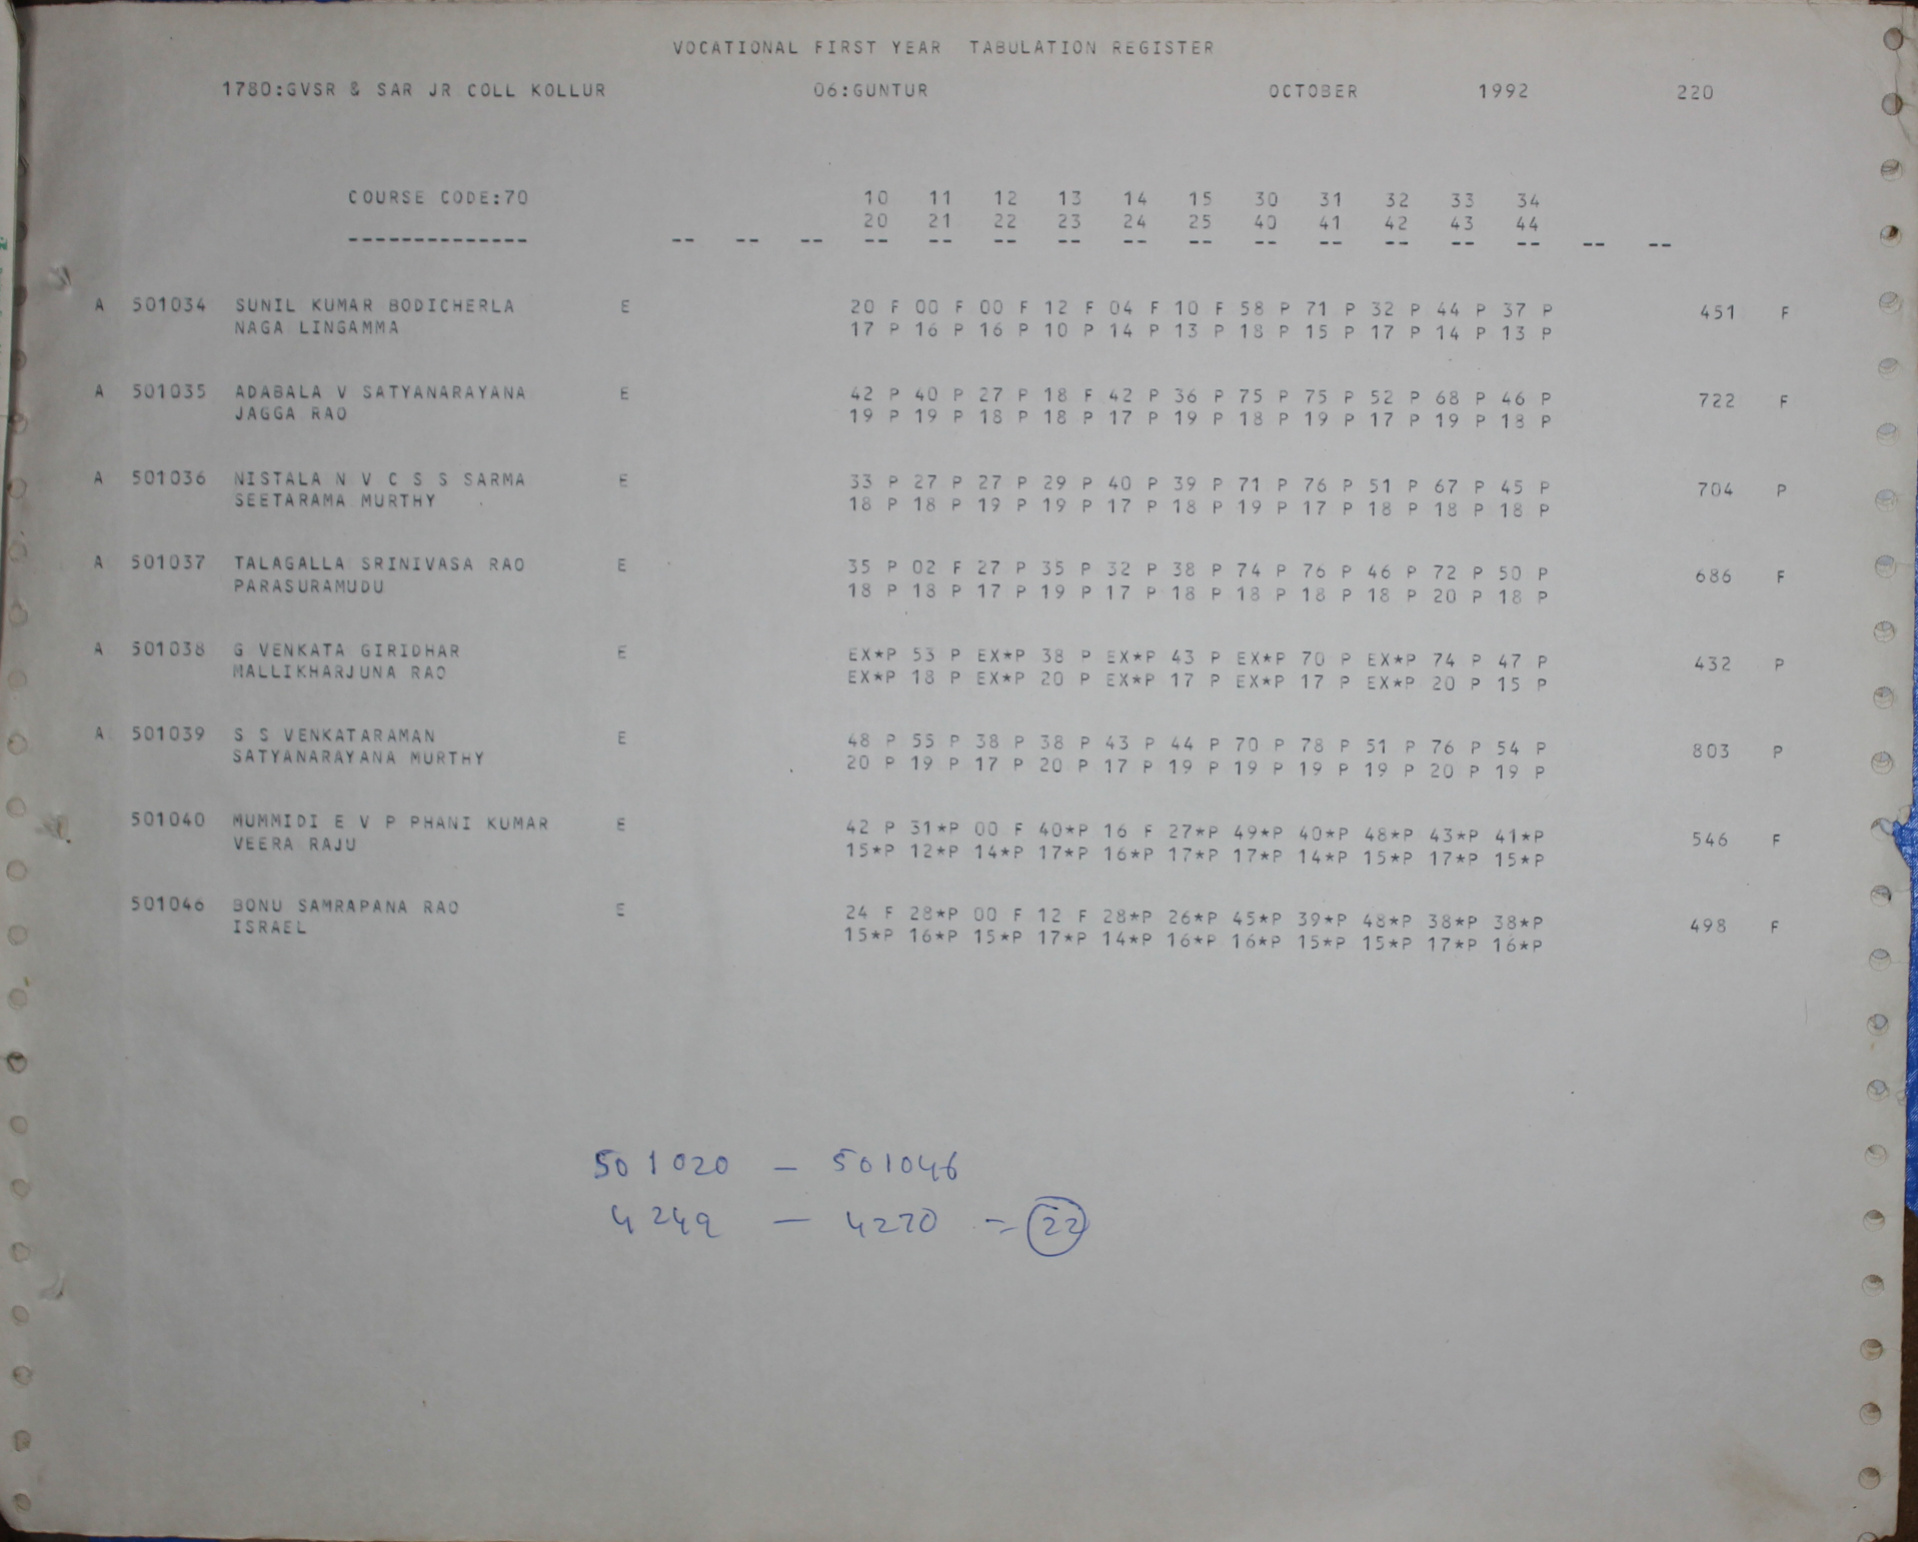 VOCATIONAL FIRST YEAR TABULATION REGISTER
1780:GVSR & SAR JR COLL KOLLUR 06:GUNTUR OCTOBER 1992 220
COURSE CODE:70 10 11 12 13 14 15 30 31 32 33 34
20 21 22 23 24 25 40 41 42 43 44
-------------- -- -- -- -- -- -- -- -- -- -- -- -- -- -- -- --
A 501034 SUNIL KUMAR BODICHERLA E 20 F 00 F 00 F 12 F 04 F 10 F 58 P 71 P 32 P 44 P 37 P 451 F
NAGA LINGAMMA 17 P 16 P 16 P 10 P 14 P 13 P 18 P 15 P 17 P 14 P 13 P
A 501035 ADABALA V SATYANARAYANA E 42 P 40 P 27 P 18 F 42 P 36 P 75 P 75 P 52 P 68 P 46 P 722 F
JAGGA RAO 19 P 19 P 18 P 18 P 17 P 19 P 18 P 19 P 17 P 19 P 18 P
A 501036 NISTALA N V C S S SARMA E 33 P 27 P 27 P 29 P 40 P 39 P 71 P 76 P 51 P 67 P 45 P 704 P
SEETARAMA MURTHY 18 P 18 P 19 P 19 P 17 P 18 P 19 P 17 P 18 P 18 P 18 P
A 501037 TALAGALLA SRINIVASA RAO E 35 P 02 F 27 P 35 P 32 P 38 P 74 P 76 P 46 P 72 P 50 P 686 F
PARASURAMUDU 18 P 18 P 17 P 19 P 17 P 18 P 18 P 18 P 18 P 20 P 18 P
A 501038 G VENKATA GIRIDHAR E EX*P 53 P EX*P 38 P EX*P 43 P EX*P 70 P EX*P 74 P 47 P 432 P
MALLIKHARJUNA RAO EX*P 18 P EX*P 20 P EX*P 17 P EX*P 17 P EX*P 20 P 15 P
A 501039 S S VENKATARAMAN E 48 P 55 P 38 P 38 P 43 P 44 P 70 P 78 P 51 P 76 P 54 P 803 P
SATYANARAYANA MURTHY 20 P 19 P 17 P 20 P 17 P 19 P 19 P 19 P 19 P 20 P 19 P
501040 MUMMIDI E V P PHANI KUMAR E 42 P 31*P 00 F 40*P 16 F 27*P 49*P 40*P 48*P 43*P 41*P 546 F
VEERA RAJU 15*P 12*P 14*P 17*P 16*P 17*P 17*P 14*P 15*P 17*P 15*P
501046 BONU SAMRAPANA RAO E 24 F 28*P 00 F 12 F 28*P 26*P 45*P 39*P 48*P 38*P 38*P 498 F
ISRAEL 15*P 16*P 15*P 17*P 14*P 16*P 16*P 15*P 15*P 17*P 16*P
501020 — 501046
4249 — 4270 = 22